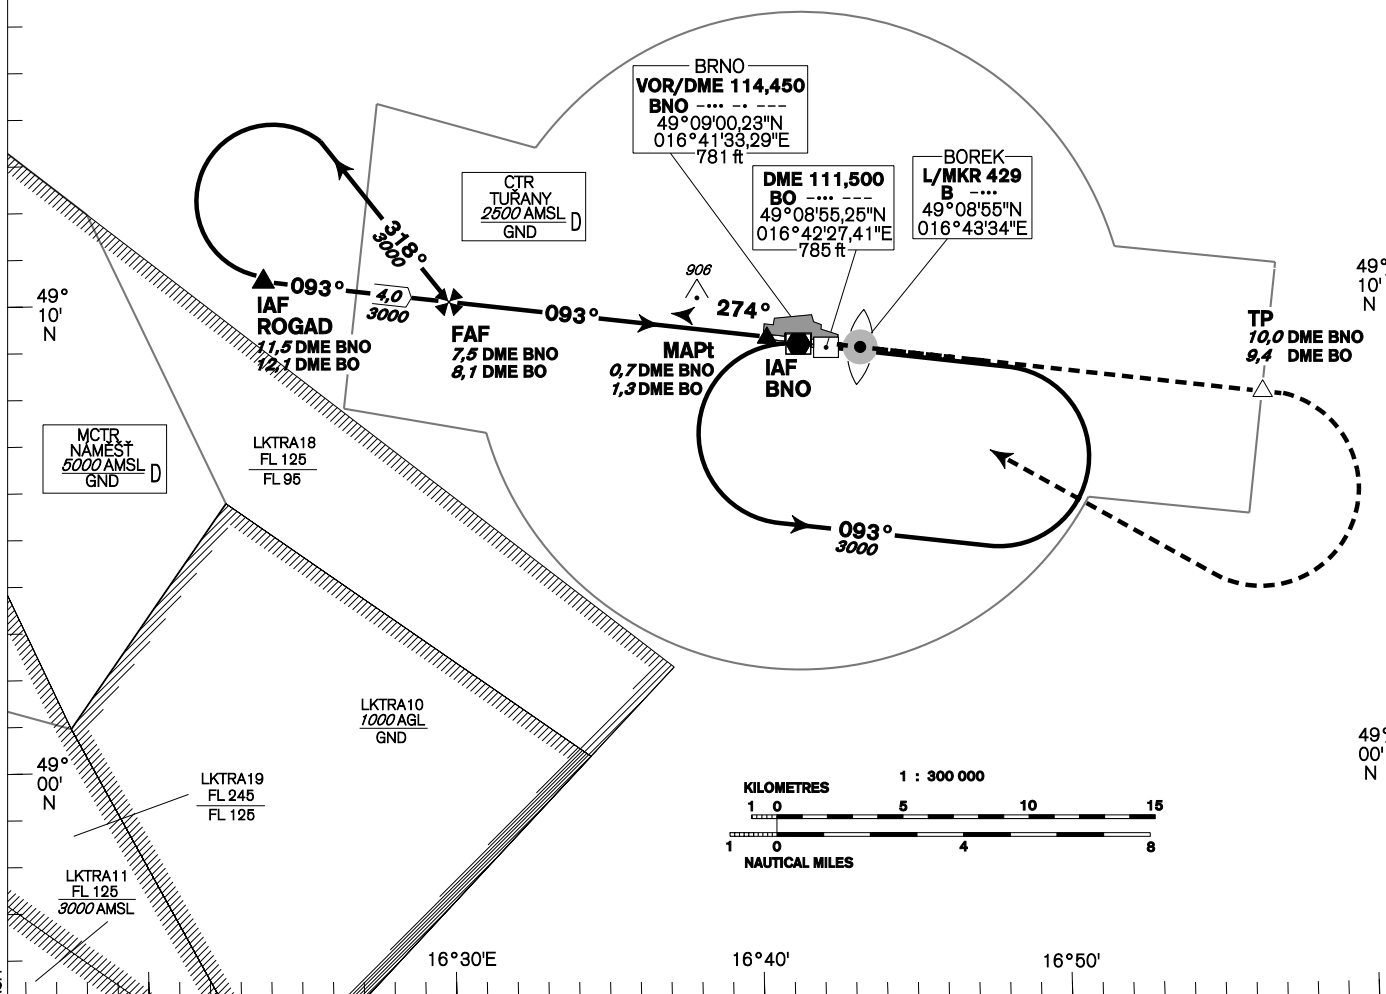 BRNO
VOR/DME 114,450
BNO
49°09'00,23"N
016°41'33,29"E
781 ft
DME 111,500
BO
49°08'55,25"N
016°42'27,41"E
785 ft
BOREK
L/MKR 429
B
49°08'55"N
016°43'34"E
CTR
TUŘANY
2500 AMSL
GND
D
318°
3000
093°
4,0
3000
IAF
ROGAD
11,5 DME BNO
12,1 DME BO
FAF
7,5 DME BNO
8,1 DME BO
093°
906
274°
MAPt
0,7 DME BNO
1,3 DME BO
IAF
BNO
TP
10,0 DME BNO
9,4 DME BO
49°
10'
N
49°
10'
N
MCTR
NÁMĚŠŤ
5000 AMSL
GND
D
LKTRA18
FL 125
FL 95
093°
3000
LKTRA10
1000 AGL
GND
49°
00'
N
49°
00'
N
LKTRA19
FL 245
FL 125
LKTRA11
FL 125
3000 AMSL
1 : 300 000
KILOMETRES
1 0 5 10 15
1 0 4 8
NAUTICAL MILES
16°30'E
16°40'
16°50'